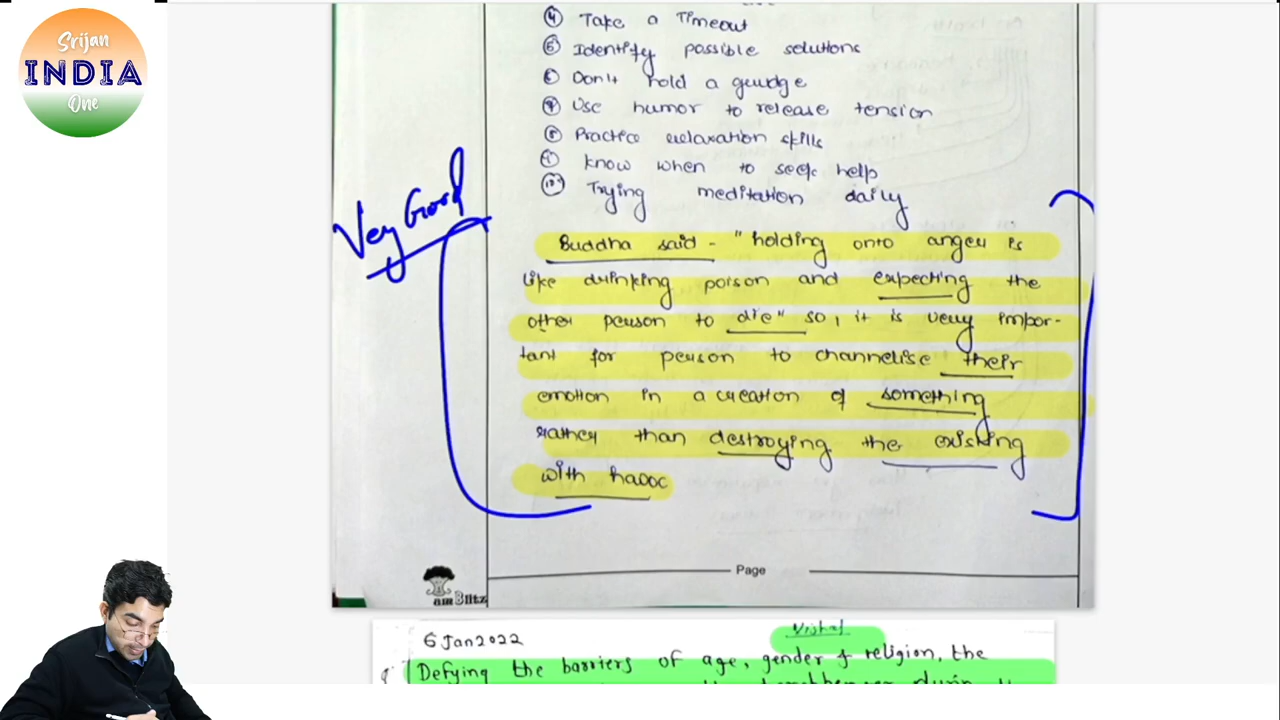 Srijan
INDIA
One
④ Take a Timeout
⑤ Identify possible solutions
⑥ Don't hold a grudge
⑦ Use humor to release tension
⑧ Practice relaxation skills
⑨ Know when to seek help
⑩ Trying meditation daily
Very Good
Buddha said - "holding onto anger is
like drinking poison and expecting the
other person to die" so, it is very impor-
tant for person to channelise their
emotion in a creation of something
rather than destroying the existing
with havoc
Page
am Blitz
6 Jan 2022
Vishal
Defying the barriers of age, gender & religion, the